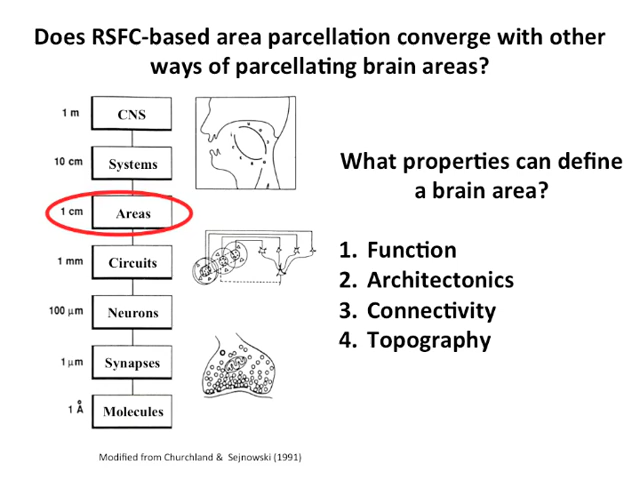 Does RSFC-based area parcellation converge with other
ways of parcellating brain areas?
1 m CNS
10 cm Systems
1 cm Areas
1 mm Circuits
100 μm Neurons
1 μm Synapses
1 Å Molecules
What properties can define
a brain area?
1. Function
2. Architectonics
3. Connectivity
4. Topography
Modified from Churchland & Sejnowski (1991)